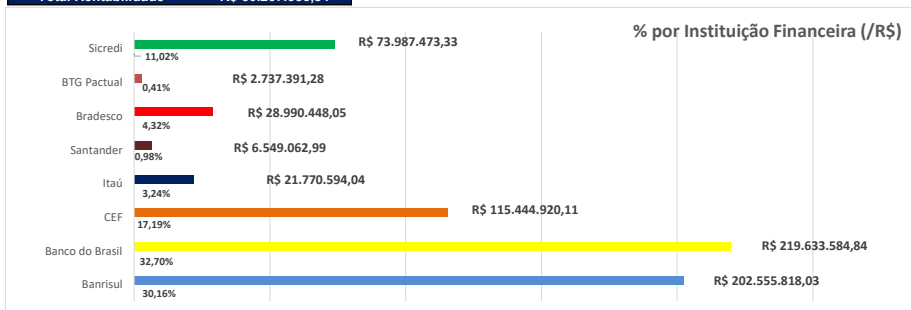 % por Instituição Financeira (/R$)
Sicredi
R$ 73.987.473,33
11,02%
BTG Pactual
R$ 2.737.391,28
0,41%
Bradesco
R$ 28.990.448,05
4,32%
Santander
R$ 6.549.062,99
0,98%
Itaú
R$ 21.770.594,04
3,24%
CEF
R$ 115.444.920,11
17,19%
Banco do Brasil
R$ 219.633.584,84
32,70%
Banrisul
R$ 202.555.818,03
30,16%